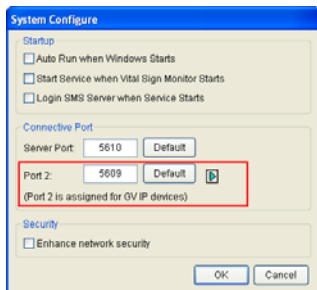 System Configure
Startup
Auto Run when Windows Starts
Start Service when Vital Sign Monitor Starts
Login SMS Server when Service Starts
Connective Port
Server Port: 5610 Default
Port 2: 5609 Default
(Port 2 is assigned for GV IP devices)
Security
Enhance network security
OK Cancel